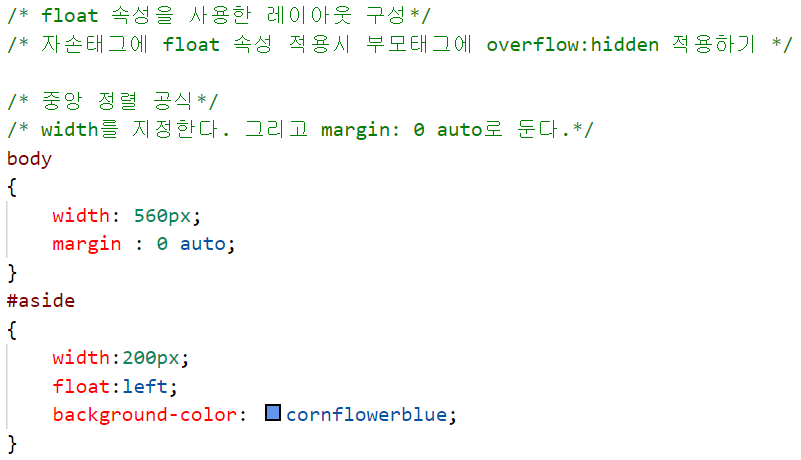 /* float 속성을 사용한 레이아웃 구성*/
/* 자손태그에 float 속성 적용시 부모태그에 overflow:hidden 적용하기 */
/* 중앙 정렬 공식*/
/* width를 지정한다. 그리고 margin: 0 auto로 둔다.*/
body
{
width: 560px;
margin : 0 auto;
}
#aside
{
width:200px;
float:left;
background-color: cornflowerblue;
}